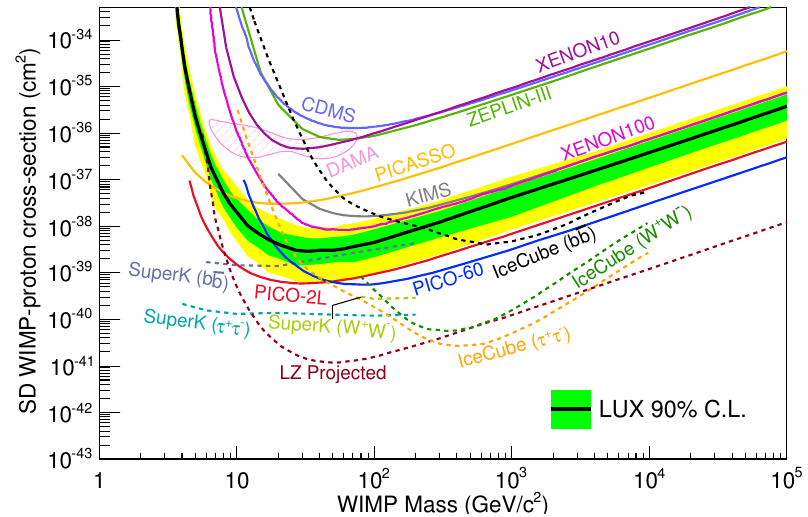 SD WIMP-proton cross-section (cm²)
10⁻³⁴
10⁻³⁵
10⁻³⁶
10⁻³⁷
10⁻³⁸
10⁻³⁹
10⁻⁴⁰
10⁻⁴¹
10⁻⁴²
10⁻⁴³
XENON10
CDMS
ZEPLIN-III
DAMA
PICASSO
XENON100
KIMS
IceCube (bb̅)
IceCube (W⁺W⁻)
SuperK (bb̅)
PICO-2L
PICO-60
SuperK (τ⁺τ⁻)
SuperK (W⁺W⁻)
IceCube (τ⁺τ⁻)
LZ Projected
LUX 90% C.L.
1 10 10² 10³ 10⁴ 10⁵
WIMP Mass (GeV/c²)